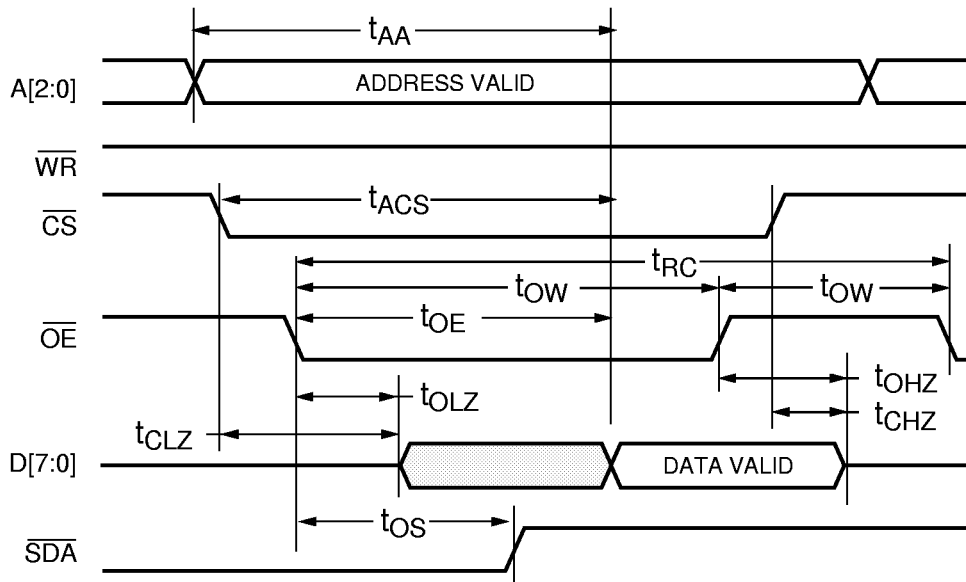 tAA
A[2:0] ADDRESS VALID
WR
tACS
CS
tRC
tOW tOW
OE tOE
tOLZ tOHZ
tCLZ tCHZ
D[7:0] DATA VALID
tOS
SDA